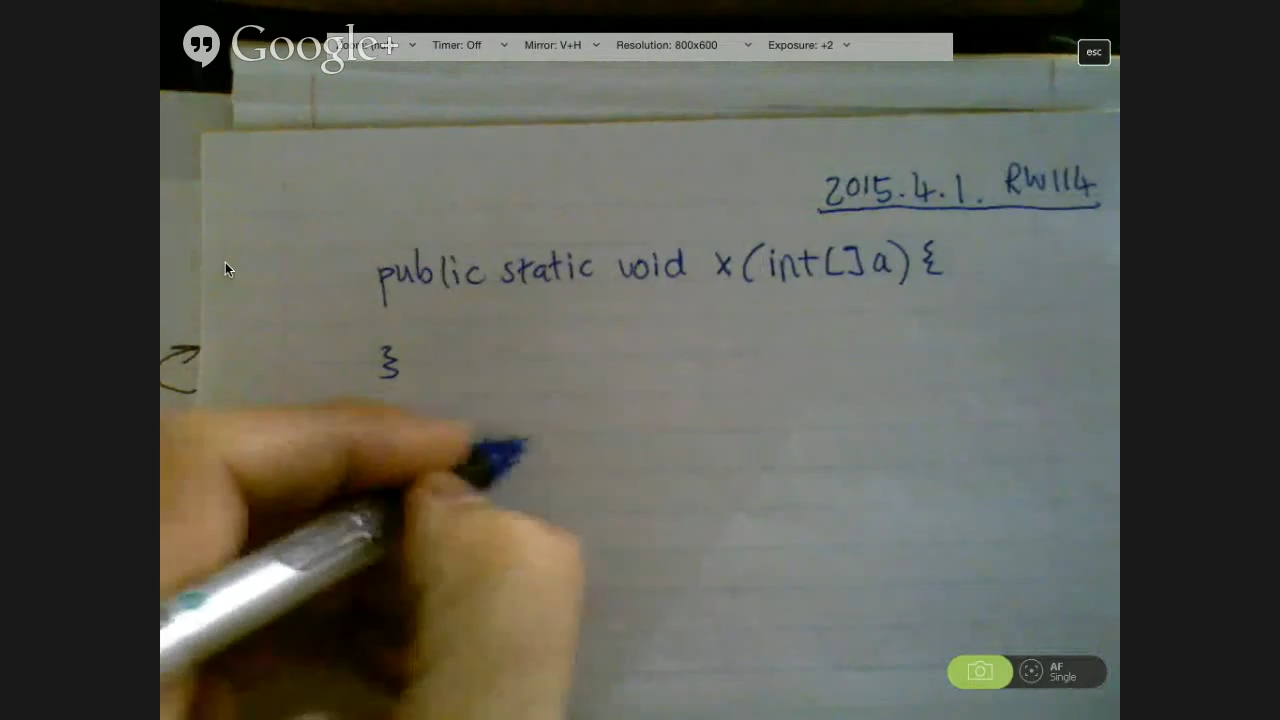 Google+
Timer: Off Mirror: V+H Resolution: 800x600 Exposure: +2
esc
2015.4.1. RW114
public static void x(int[]a){
}
AF
Single